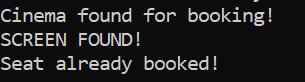 Cinema found for booking!
SCREEN FOUND!
Seat already booked!